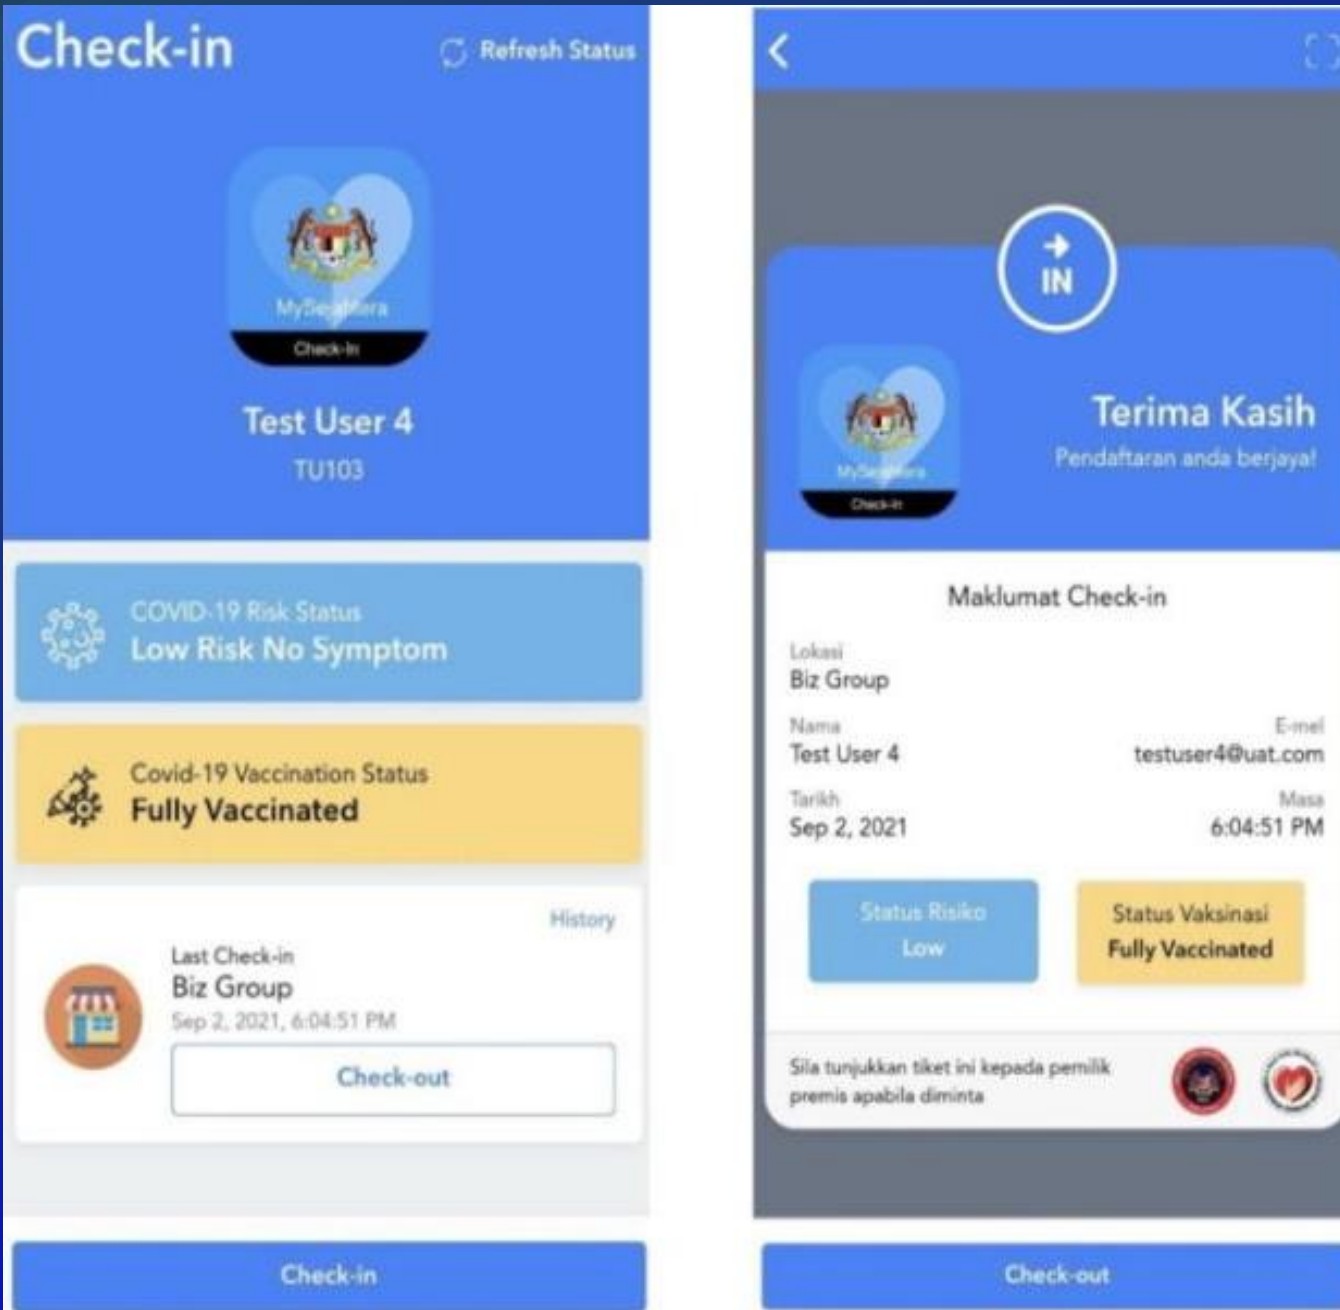 Check-in
Refresh Status
MySejahtera
Check-In
Test User 4
TU103
COVID-19 Risk Status
Low Risk No Symptom
Covid-19 Vaccination Status
Fully Vaccinated
History
Last Check-in
Biz Group
Sep 2, 2021, 6:04:51 PM
Check-out
Check-in
IN
MySejahtera
Check-In
Terima Kasih
Pendaftaran anda berjaya!
Maklumat Check-in
Lokasi
Biz Group
Nama
E-mel
Test User 4
testuser4@uat.com
Tarikh
Masa
Sep 2, 2021
6:04:51 PM
Status Risiko
Low
Status Vaksinasi
Fully Vaccinated
Sila tunjukkan tiket ini kepada pemilik
premis apabila diminta
Check-out